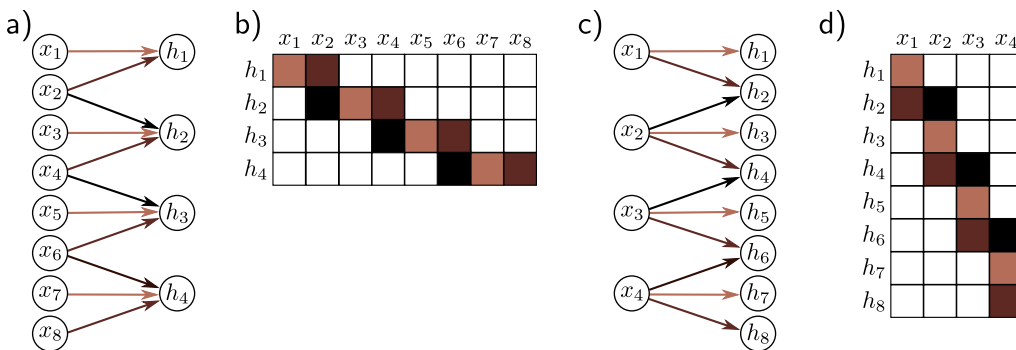 a)
x₁
x₂
x₃
x₄
x₅
x₆
x₇
x₈
h₁
h₂
h₃
h₄
b)
x₁ x₂ x₃ x₄ x₅ x₆ x₇ x₈
h₁
h₂
h₃
h₄
c)
x₁
x₂
x₃
x₄
h₁
h₂
h₃
h₄
h₅
h₆
h₇
h₈
d)
x₁ x₂ x₃ x₄
h₁
h₂
h₃
h₄
h₅
h₆
h₇
h₈